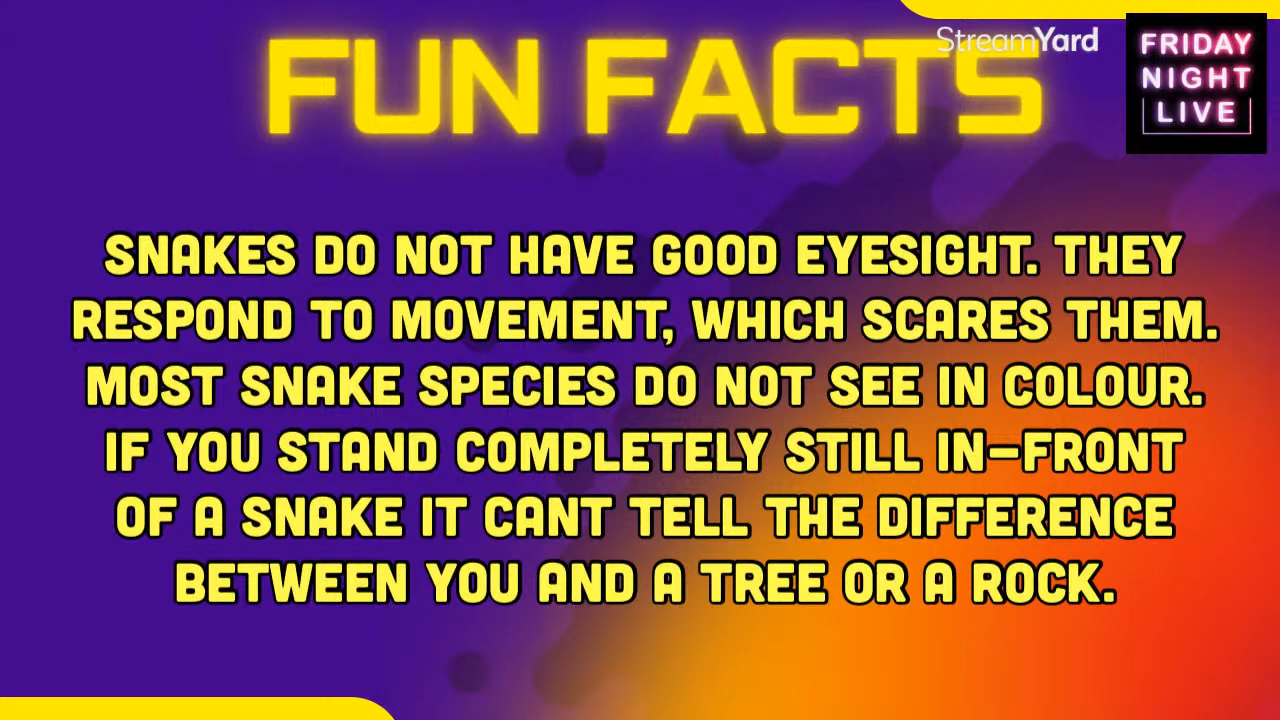 StreamYard
FUN FACTS
FRIDAY
NIGHT
LIVE
SNAKES DO NOT HAVE GOOD EYESIGHT. THEY
RESPOND TO MOVEMENT, WHICH SCARES THEM.
MOST SNAKE SPECIES DO NOT SEE IN COLOUR.
IF YOU STAND COMPLETELY STILL IN-FRONT
OF A SNAKE IT CANT TELL THE DIFFERENCE
BETWEEN YOU AND A TREE OR A ROCK.